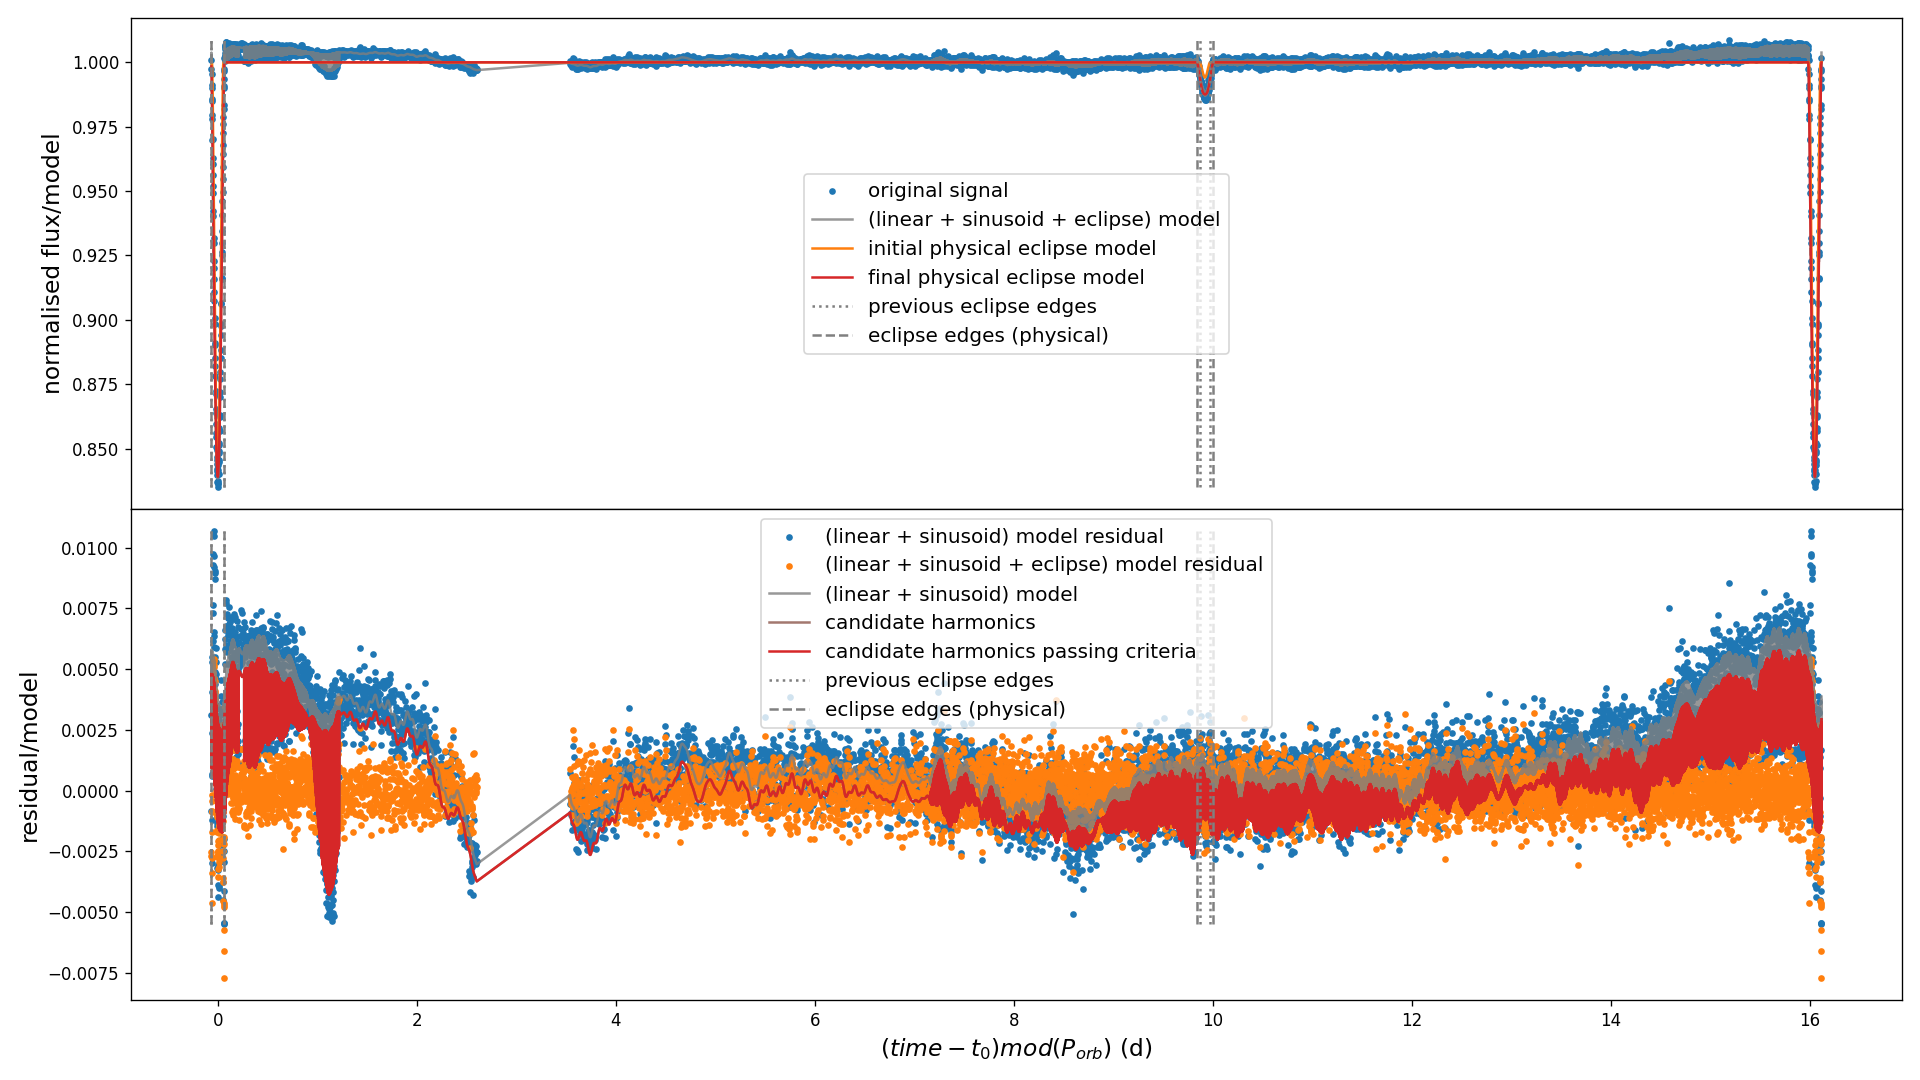 normalised flux/model
1.000
0.975
0.950
0.925
0.900
0.875
0.850
original signal
(linear + sinusoid + eclipse) model
initial physical eclipse model
final physical eclipse model
previous eclipse edges
eclipse edges (physical)
residual/model
0.0100
0.0075
0.0050
0.0025
0.0000
−0.0025
−0.0050
−0.0075
(linear + sinusoid) model residual
(linear + sinusoid + eclipse) model residual
(linear + sinusoid) model
candidate harmonics
candidate harmonics passing criteria
previous eclipse edges
eclipse edges (physical)
0 2 4 6 8 10 12 14 16
(time − t₀)mod(P_orb) (d)